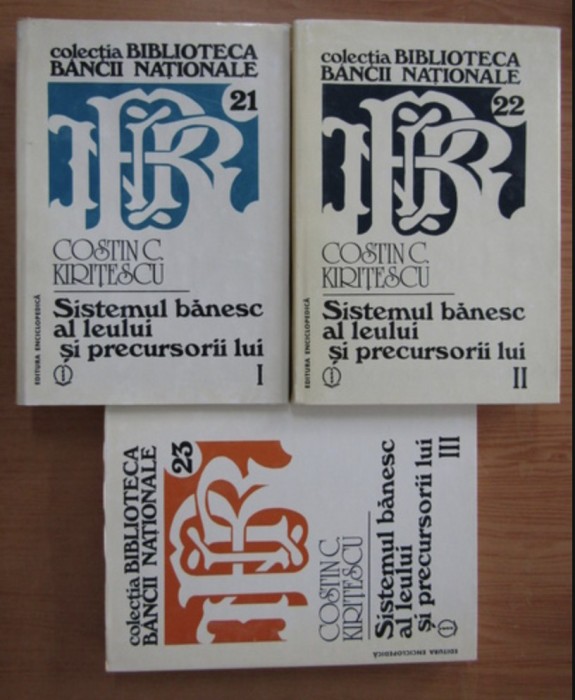 colecția BIBLIOTECA
BĂNCII NAȚIONALE
21
COSTIN C.
KIRIȚESCU
Sistemul bănesc
al leului
și precursorii lui
I
EDITURA ENCICLOPEDICĂ
colecția BIBLIOTECA
BĂNCII NAȚIONALE
22
COSTIN C.
KIRIȚESCU
Sistemul bănesc
al leului
și precursorii lui
II
EDITURA ENCICLOPEDICĂ
colecția BIBLIOTECA
BĂNCII NAȚIONALE
23
COSTIN C.
KIRIȚESCU
Sistemul bănesc
al leului
și precursorii lui
III
EDITURA ENCICLOPEDICĂ